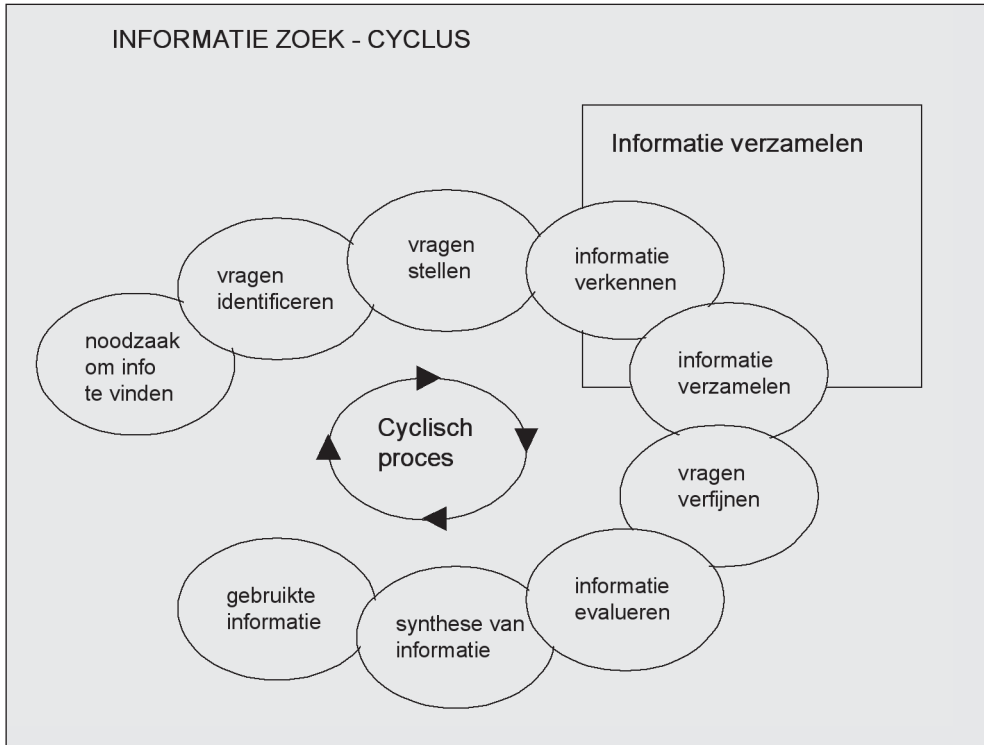 INFORMATIE ZOEK - CYCLUS
Informatie verzamelen
noodzaak
om info
te vinden
vragen
identificeren
vragen
stellen
informatie
verkennen
informatie
verzamelen
vragen
verfijnen
informatie
evalueren
synthese van
informatie
gebruikte
informatie
Cyclisch
proces